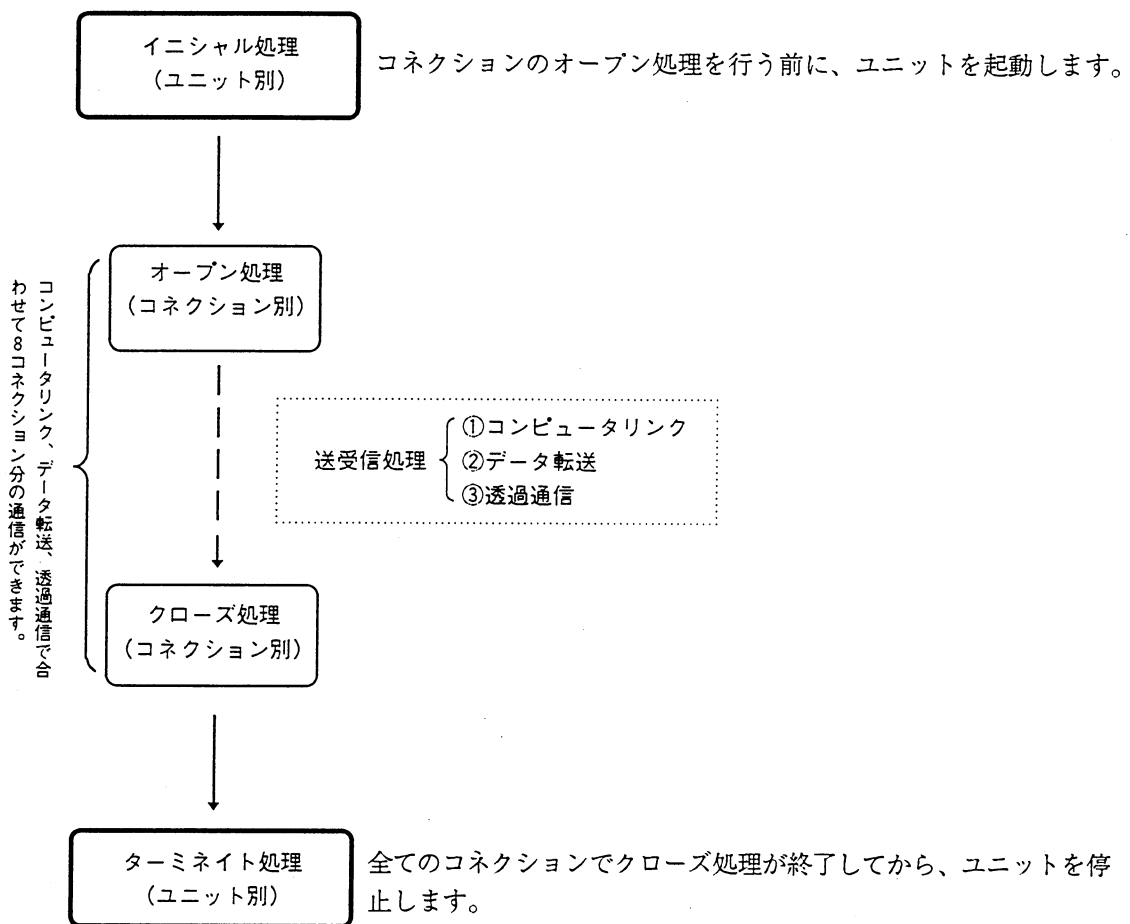 イニシャル処理
(ユニット別)
コネクションのオープン処理を行う前に、ユニットを起動します。
オープン処理
(コネクション別)
コンピュータリンク、データ転送、透過通信で合
わせて8コネクション分の通信ができます。
送受信処理
①コンピュータリンク
②データ転送
③透過通信
クローズ処理
(コネクション別)
ターミネイト処理
(ユニット別)
全てのコネクションでクローズ処理が終了してから、ユニットを停
止します。